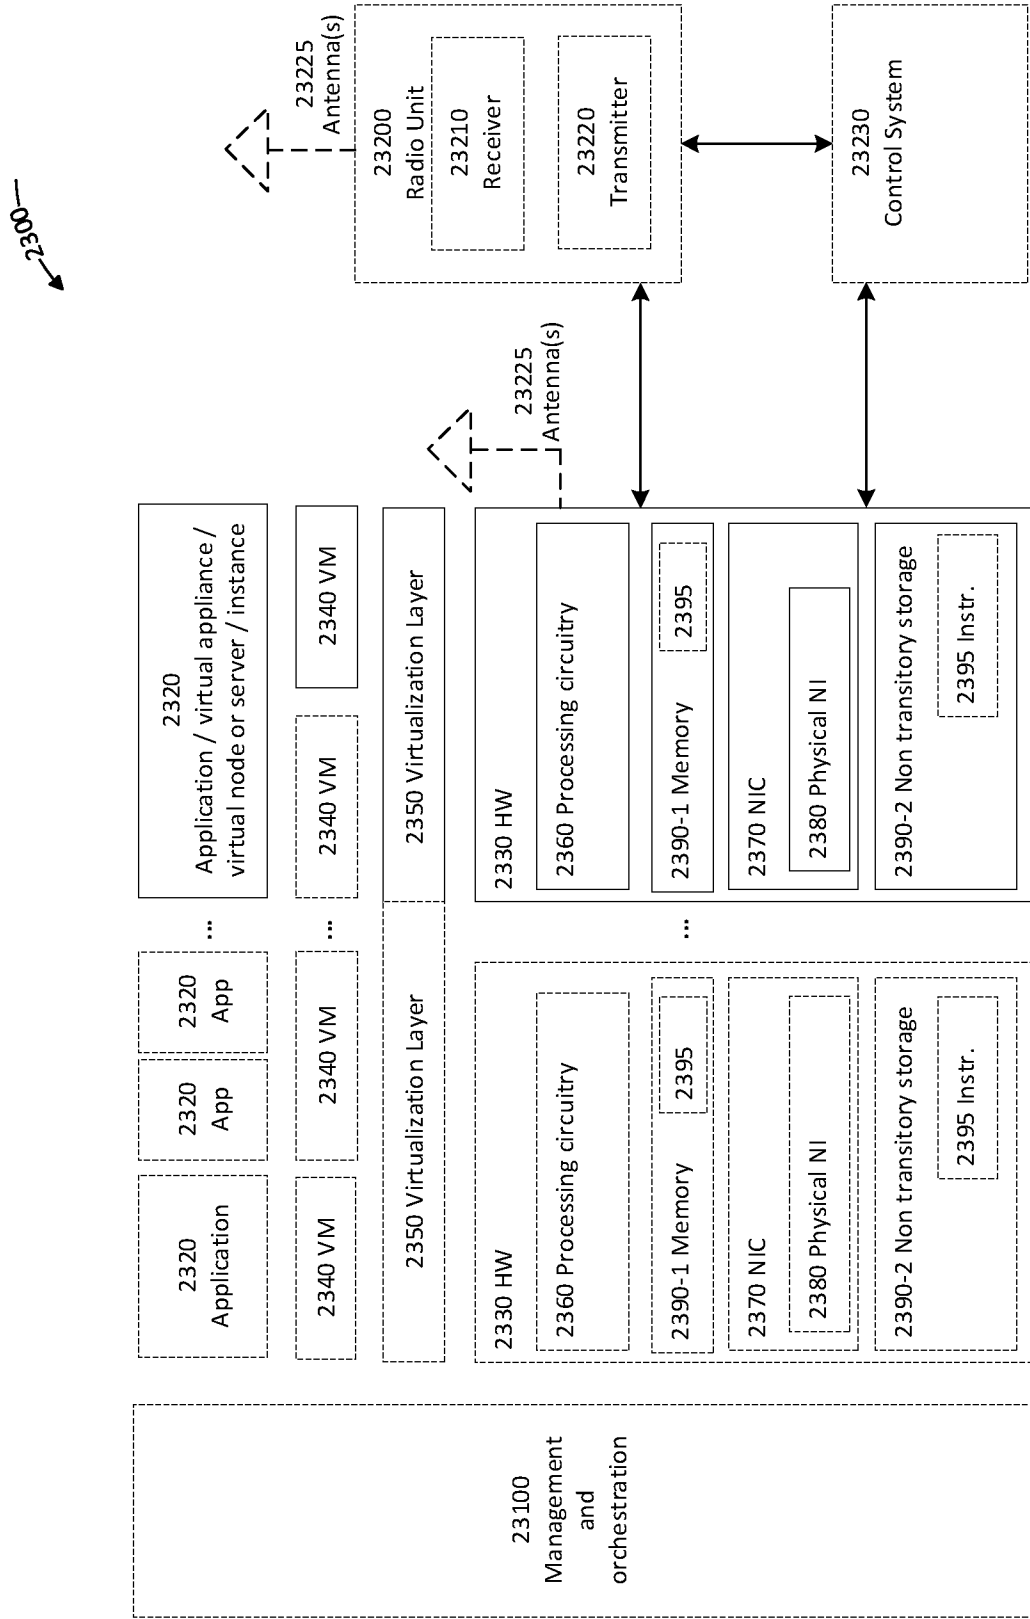 2300
23100
Management
and
orchestration
2320
Application
2320
App
2320
App
...
2320
Application / virtual appliance /
virtual node or server / instance
2340 VM
2340 VM
...
2340 VM
2340 VM
2350 Virtualization Layer
2350 Virtualization Layer
2330 HW
2360 Processing circuitry
2390-1 Memory
2395
2370 NIC
2380 Physical NI
2390-2 Non transitory storage
2395 Instr.
...
2330 HW
2360 Processing circuitry
2390-1 Memory
2395
2370 NIC
2380 Physical NI
2390-2 Non transitory storage
2395 Instr.
23225
Antenna(s)
23225
Antenna(s)
23200
Radio Unit
23210
Receiver
23220
Transmitter
23230
Control System